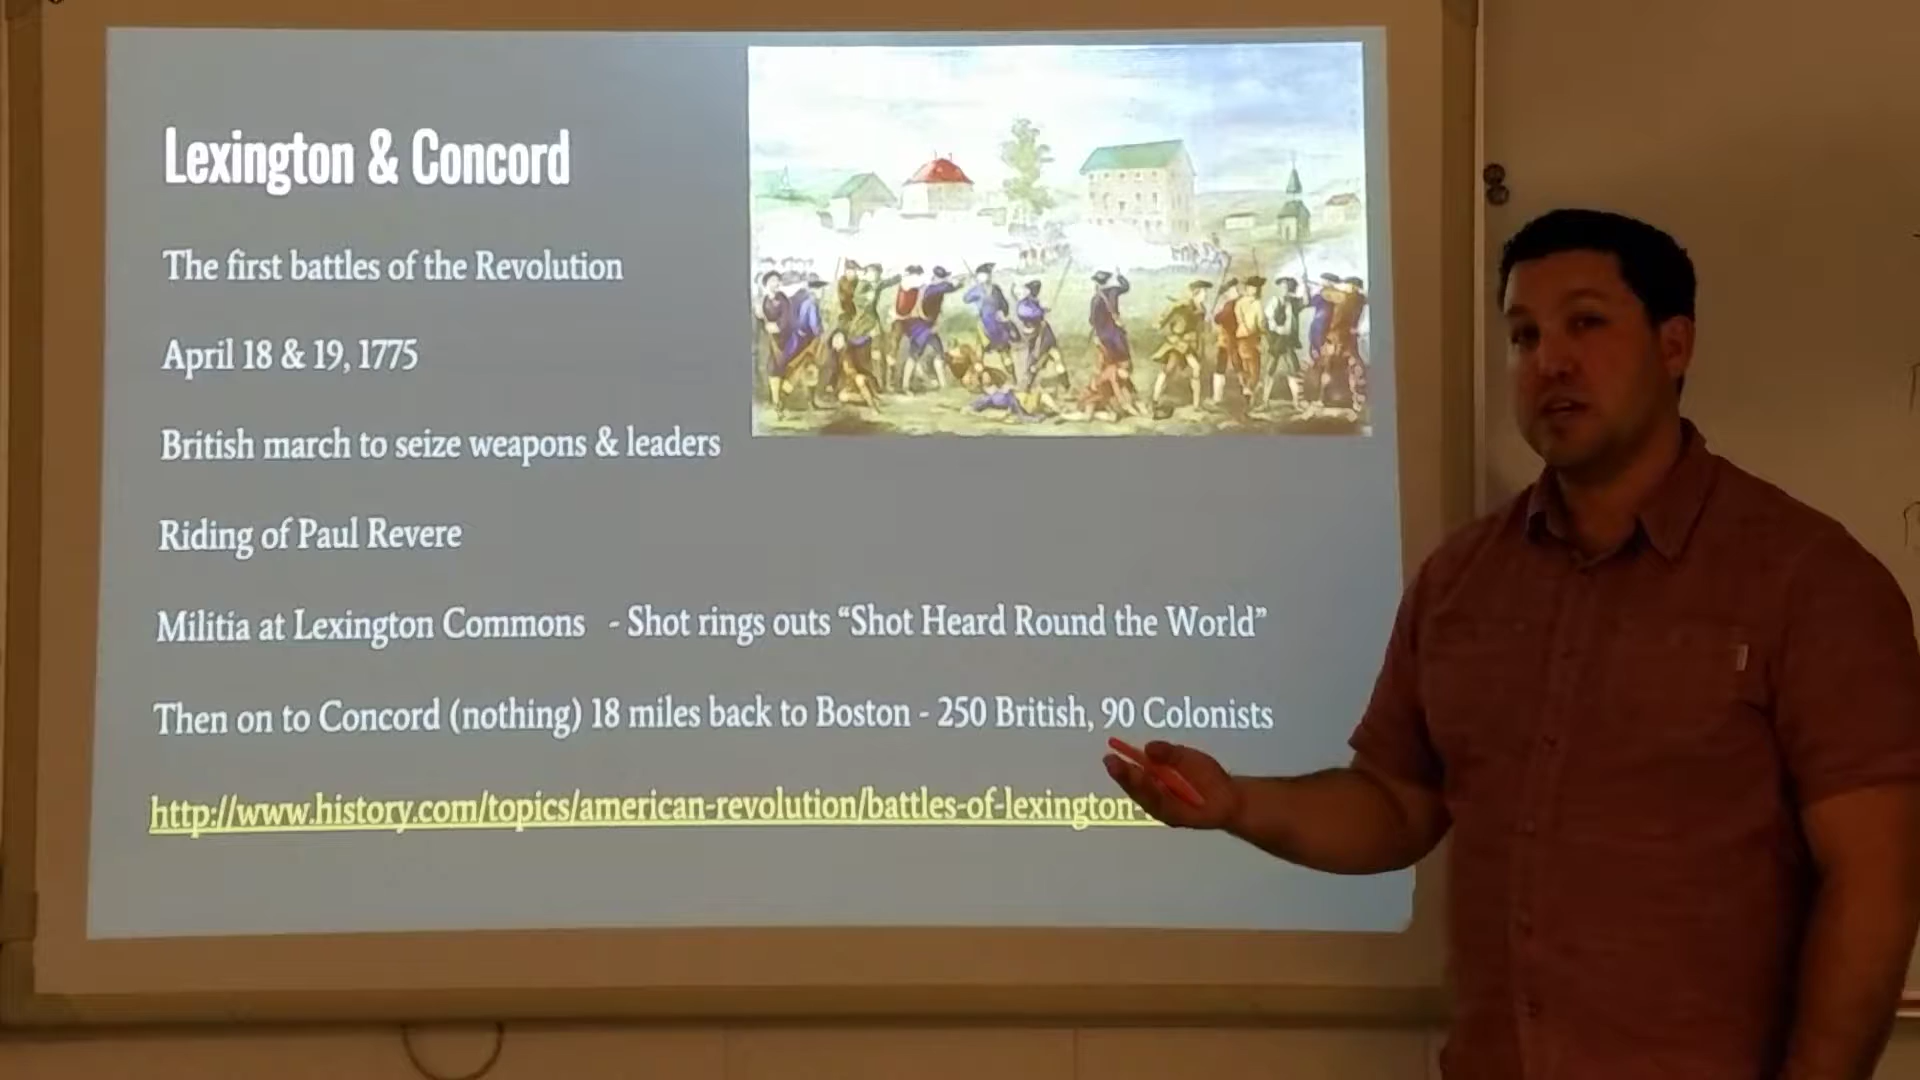 Lexington & Concord
The first battles of the Revolution
April 18 & 19, 1775
British march to seize weapons & leaders
Riding of Paul Revere
Militia at Lexington Commons - Shot rings outs “Shot Heard Round the World”
Then on to Concord (nothing) 18 miles back to Boston - 250 British, 90 Colonists
http://www.history.com/topics/american-revolution/battles-of-lexington-